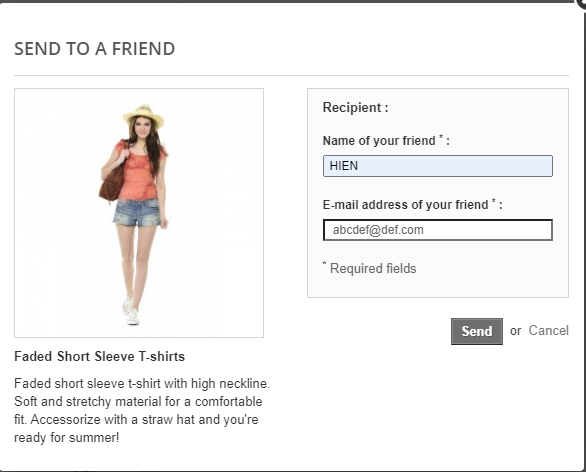 SEND TO A FRIEND
Recipient :
Name of your friend * :
HIEN
E-mail address of your friend * :
abcdef@def.com
* Required fields
Send or Cancel
Faded Short Sleeve T-shirts
Faded short sleeve t-shirt with high neckline.
Soft and stretchy material for a comfortable
fit. Accessorize with a straw hat and you're
ready for summer!